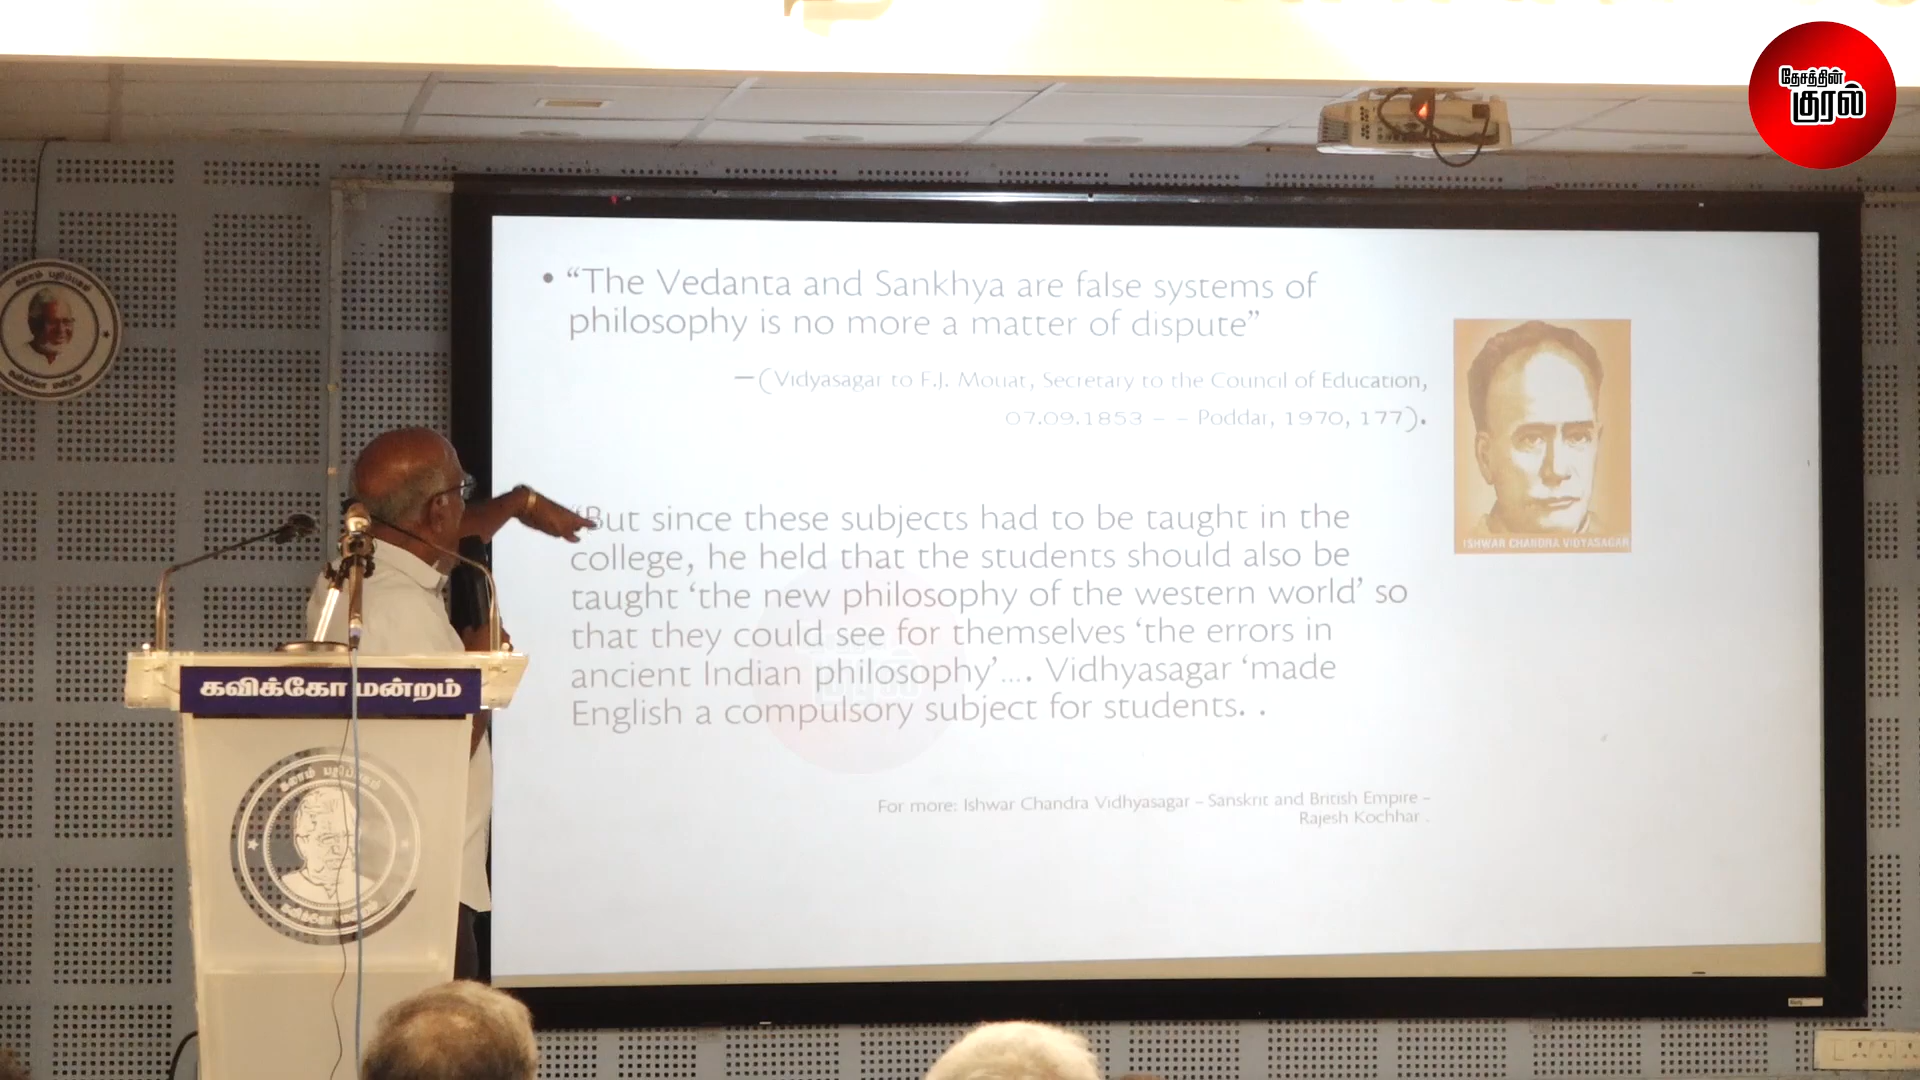 தேசத்தின்
குரல்
• “The Vedanta and Sankhya are false systems of
philosophy is no more a matter of dispute”
–(Vidyasagar to F.J. Mouat, Secretary to the Council of Education,
07.09.1853 – – Poddar, 1970, 177).
ISHWAR CHANDRA VIDYASAGAR
“But since these subjects had to be taught in the
college, he held that the students should also be
taught ‘the new philosophy of the western world’ so
that they could see for themselves ‘the errors in
ancient Indian philosophy’.... Vidhyasagar ‘made
English a compulsory subject for students. .
For more: Ishwar Chandra Vidhyasagar – Sanskrit and British Empire –
Rajesh Kochhar .
கவிக்கோ மன்றம்